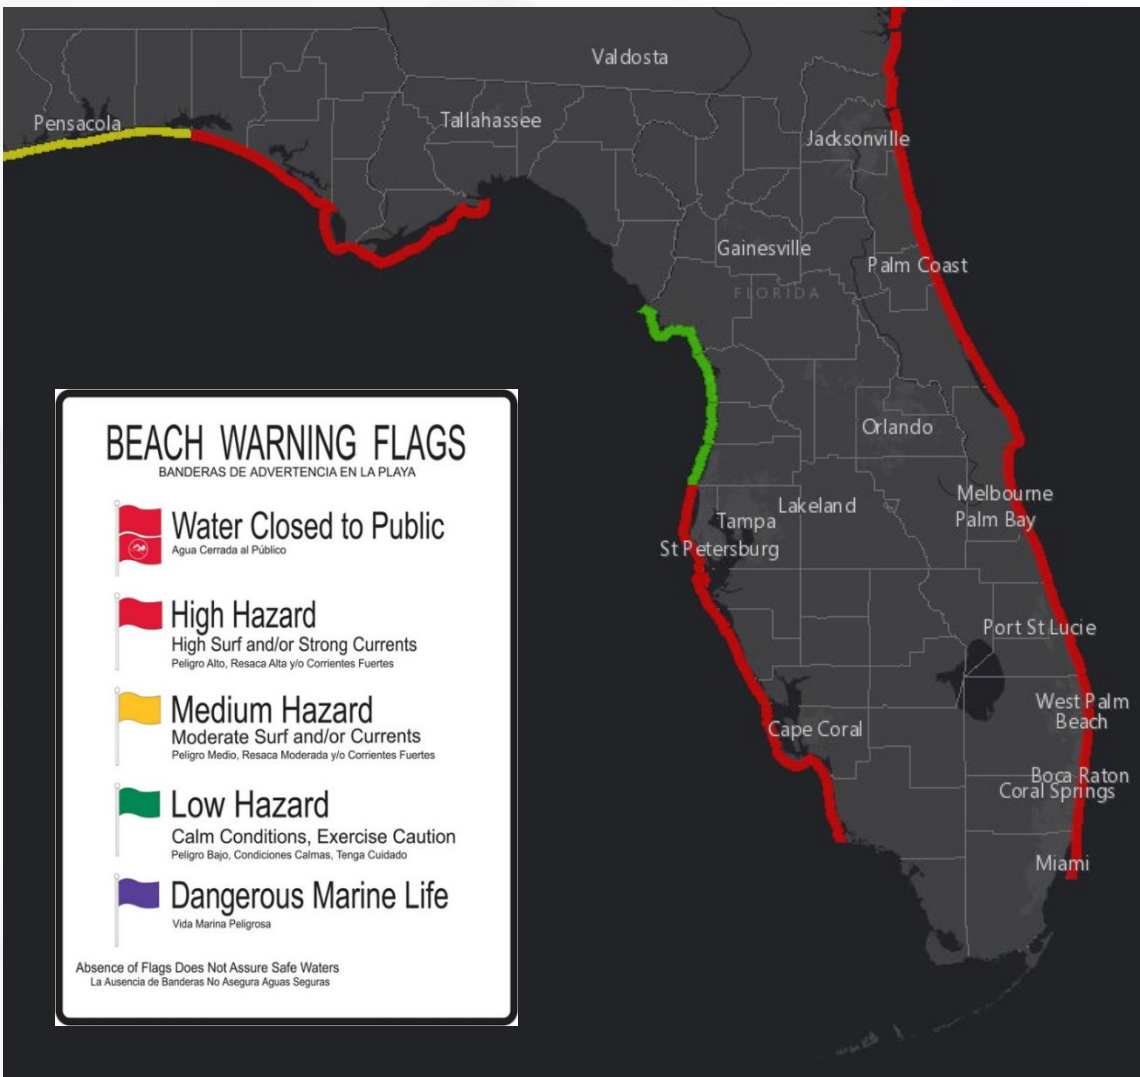 Valdosta
Pensacola
Tallahassee
Jacksonville
Gainesville
Palm Coast
FLORIDA
Orlando
Melbourne
Lakeland
Palm Bay
Tampa
St Petersburg
Port St Lucie
West Palm
Beach
Cape Coral
Boca Raton
Coral Springs
Miami
BEACH WARNING FLAGS
BANDERAS DE ADVERTENCIA EN LA PLAYA
Water Closed to Public
Agua Cerrada al Público
High Hazard
High Surf and/or Strong Currents
Peligro Alto, Resaca Alta y/o Corrientes Fuertes
Medium Hazard
Moderate Surf and/or Currents
Peligro Medio, Resaca Moderada y/o Corrientes Fuertes
Low Hazard
Calm Conditions, Exercise Caution
Peligro Bajo, Condiciones Calmas, Tenga Cuidado
Dangerous Marine Life
Vida Marina Peligrosa
Absence of Flags Does Not Assure Safe Waters
La Ausencia de Banderas No Asegura Aguas Seguras